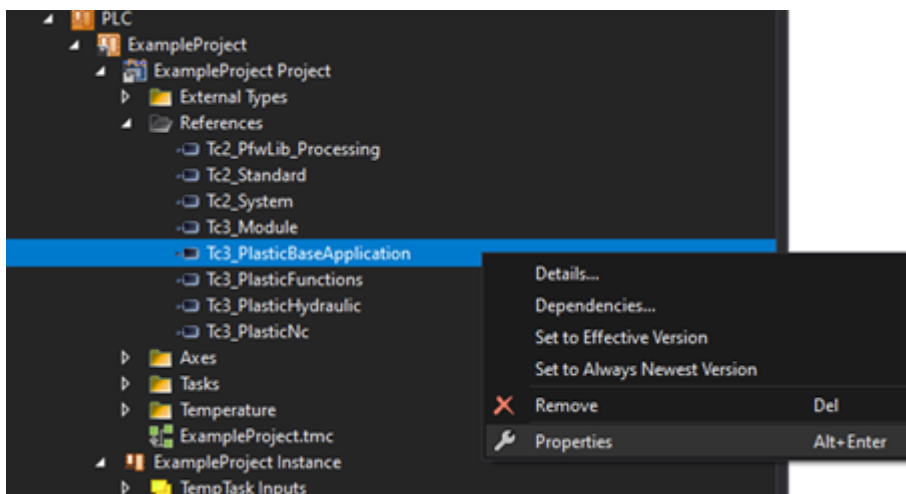 PLC
ExampleProject
ExampleProject Project
External Types
References
Tc2_PfwLib_Processing
Tc2_Standard
Tc2_System
Tc3_Module
Tc3_PlasticBaseApplication
Tc3_PlasticFunctions
Tc3_PlasticHydraulic
Tc3_PlasticNc
Axes
Tasks
Temperature
ExampleProject.tmc
ExampleProject Instance
TempTask Inputs
Details...
Dependencies...
Set to Effective Version
Set to Always Newest Version
Remove Del
Properties Alt+Enter